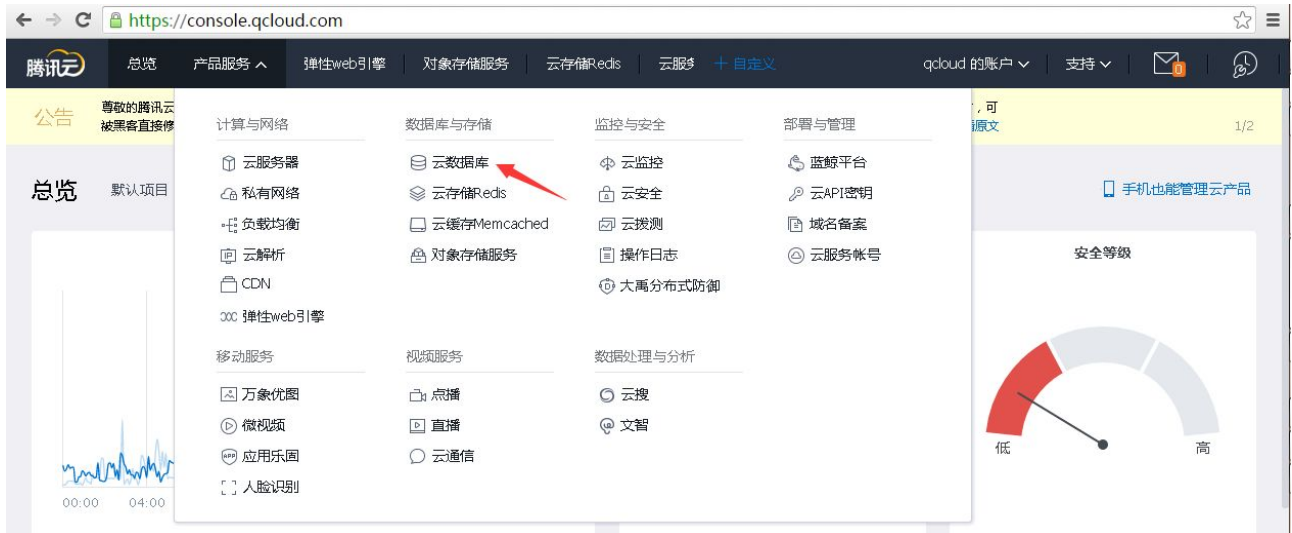 https://console.qcloud.com
腾讯云 总览 产品服务 弹性web引擎 对象存储服务 云存储Redis 云服务 + 自定义 qcloud 的账户 支持 0
公告 尊敬的腾讯云 ，可
被黑客直接修 原文 1/2
总览 默认项目 手机也能管理云产品
计算与网络 数据库与存储 监控与安全 部署与管理
云服务器 云数据库 云监控 蓝鲸平台
私有网络 云存储Redis 云安全 云API密钥
负载均衡 云缓存Memcached 云拨测 域名备案
云解析 对象存储服务 操作日志 云服务帐号
CDN 大禹分布式防御
弹性web引擎
移动服务 视频服务 数据处理与分析
万象优图 点播 云搜
微视频 直播 文智
APP 应用乐固 云通信
人脸识别
安全等级
低 高
00:00 04:00